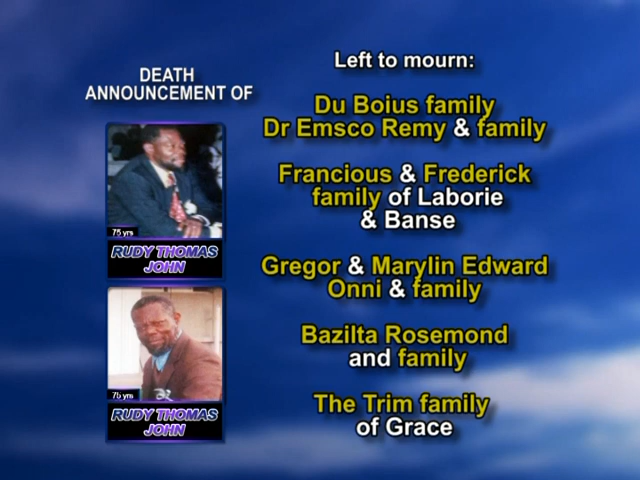 DEATH
ANNOUNCEMENT OF
75 yrs
RUDY THOMAS
JOHN
75 yrs
RUDY THOMAS
JOHN
Left to mourn:
Du Boius family
Dr Emsco Remy & family
Francious & Frederick
family of Laborie
& Banse
Gregor & Marylin Edward
Onni & family
Bazilta Rosemond
and family
The Trim family
of Grace